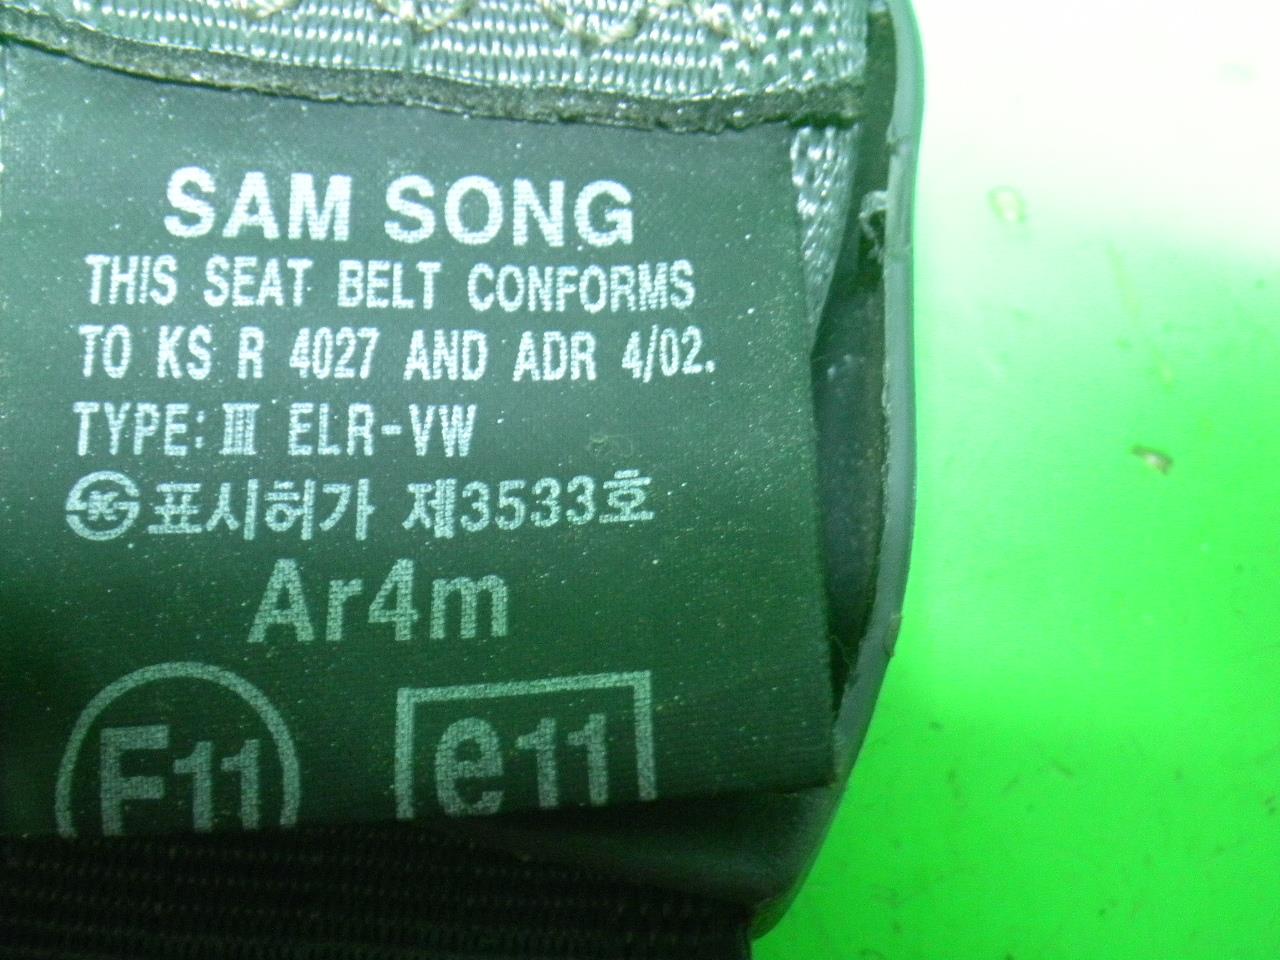 SAM SONG
THIS SEAT BELT CONFORMS
TO KS R 4027 AND ADR 4/02.
TYPE: Ⅲ ELR-VW
표시허가 제3533호
Ar4m
E11 e11